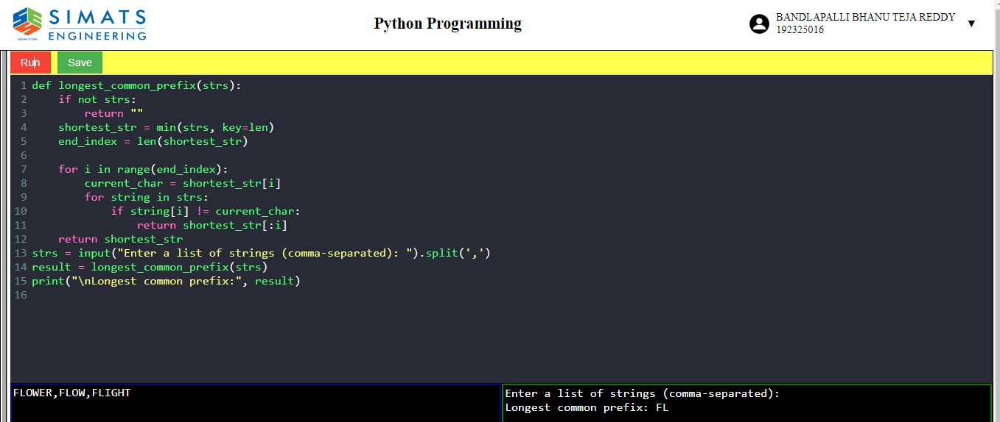 SIMATS
ENGINEERING
Python Programming
BANDLAPALLI BHANU TEJA REDDY
192325016
▼
Run
Save
1 def longest_common_prefix(strs):
2     if not strs:
3         return ""
4     shortest_str = min(strs, key=len)
5     end_index = len(shortest_str)
6
7     for i in range(end_index):
8         current_char = shortest_str[i]
9         for string in strs:
10             if string[i] != current_char:
11                 return shortest_str[:i]
12     return shortest_str
13 strs = input("Enter a list of strings (comma-separated): ").split(',')
14 result = longest_common_prefix(strs)
15 print("\nLongest common prefix:", result)
16
FLOWER,FLOW,FLIGHT
Enter a list of strings (comma-separated):
Longest common prefix: FL